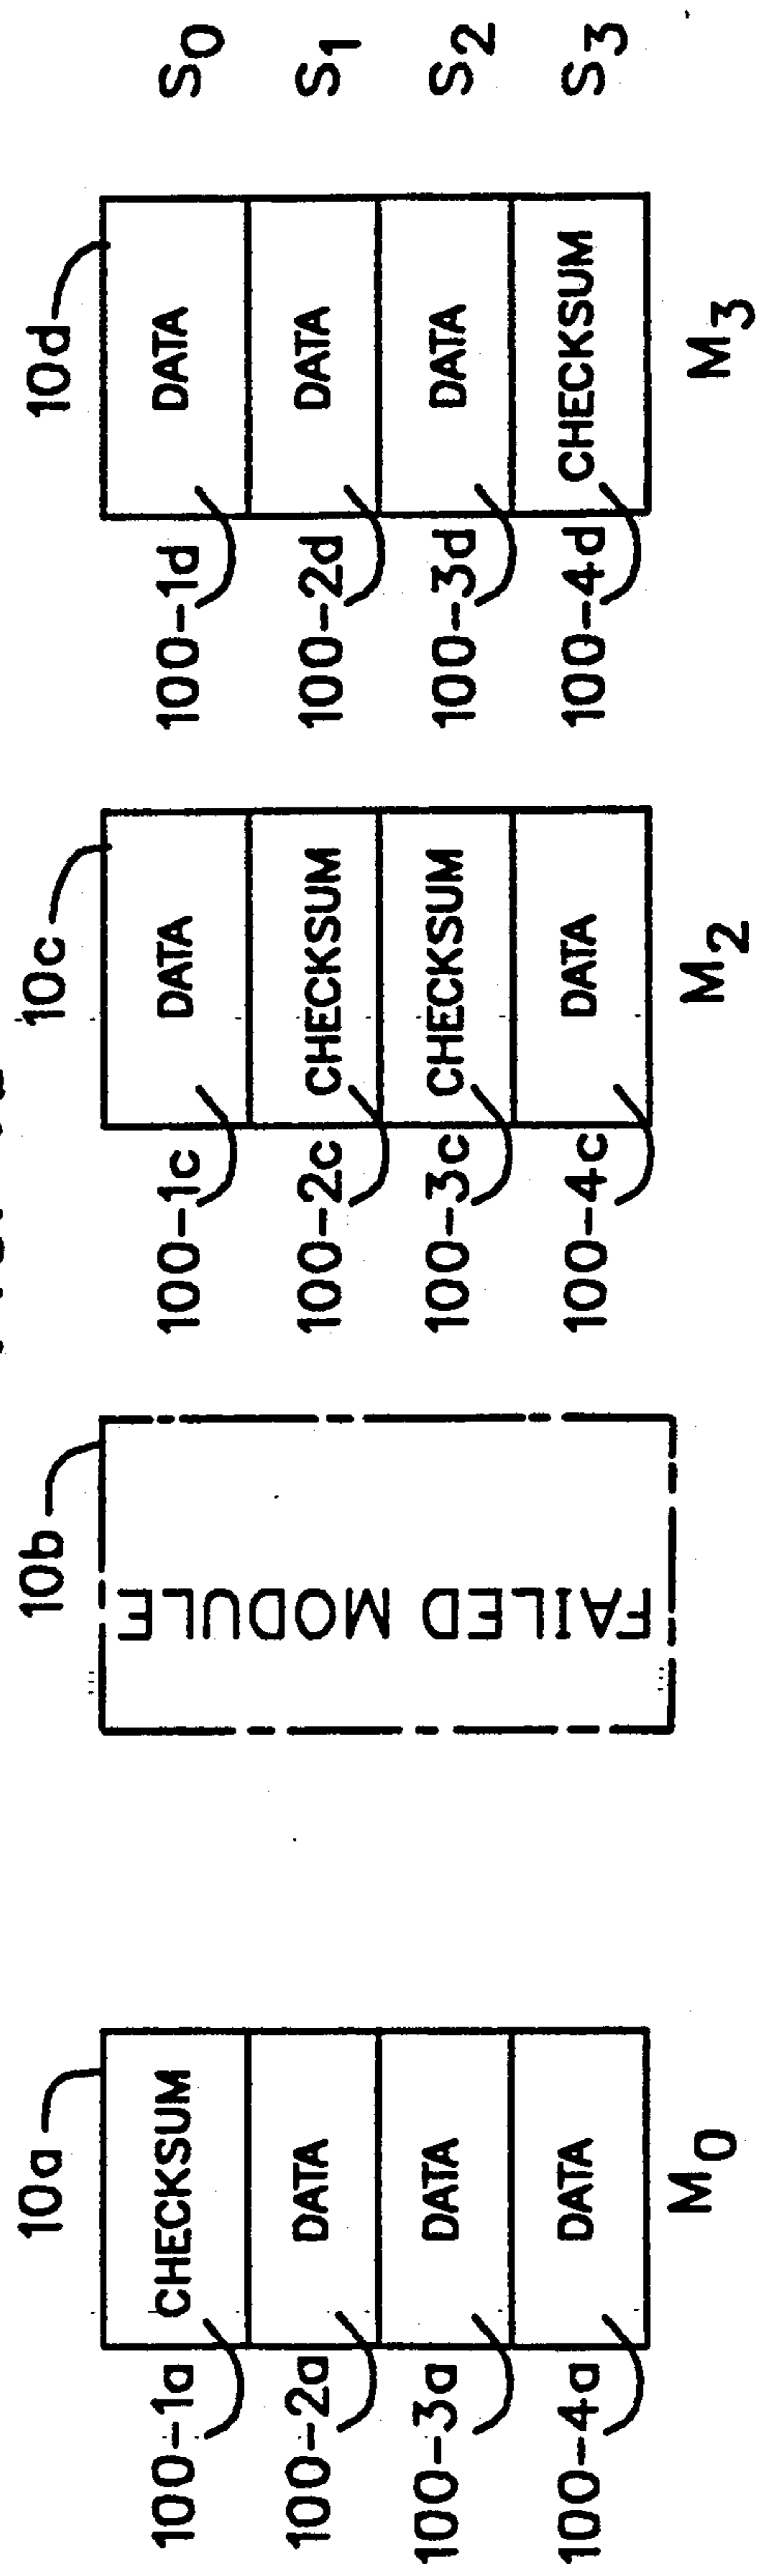 10a
10b
10c
10d
100-1a
CHECKSUM
100-2a
DATA
100-3a
DATA
100-4a
DATA
M0
FAILED MODULE
100-1c
DATA
100-2c
CHECKSUM
100-3c
CHECKSUM
100-4c
DATA
M2
100-1d
DATA
100-2d
DATA
100-3d
DATA
100-4d
CHECKSUM
M3
S0
S1
S2
S3